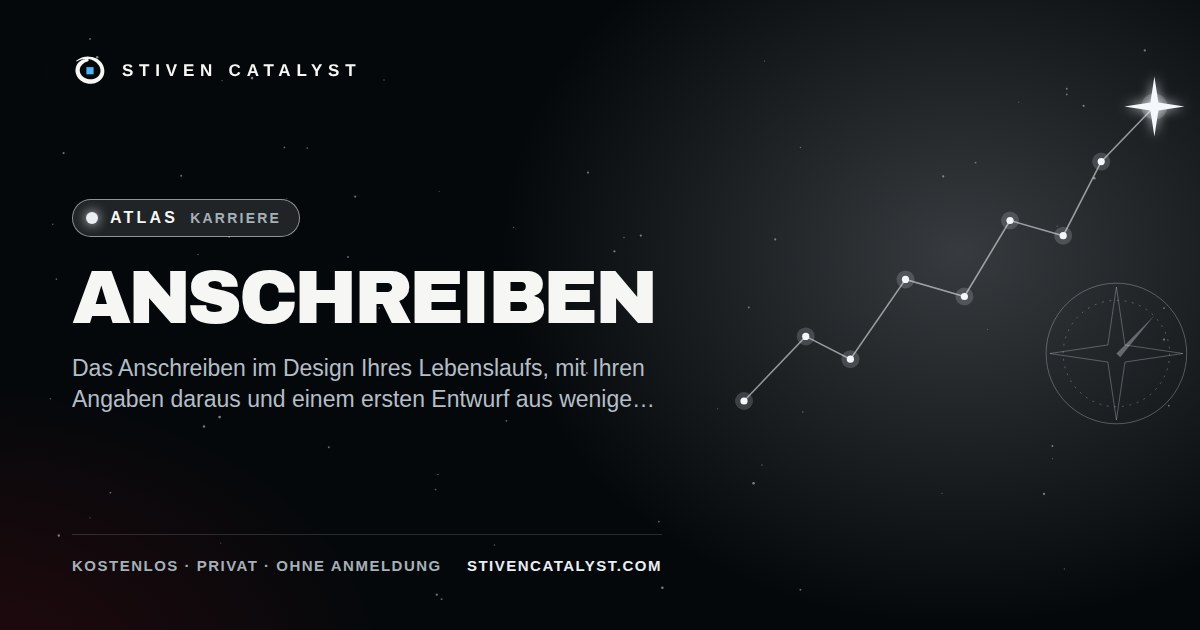 STIVEN CATALYST
ATLAS KARRIERE
ANSCHREIBEN
Das Anschreiben im Design Ihres Lebenslaufs, mit Ihren
Angaben daraus und einem ersten Entwurf aus wenige…
KOSTENLOS · PRIVAT · OHNE ANMELDUNG STIVENCATALYST.COM